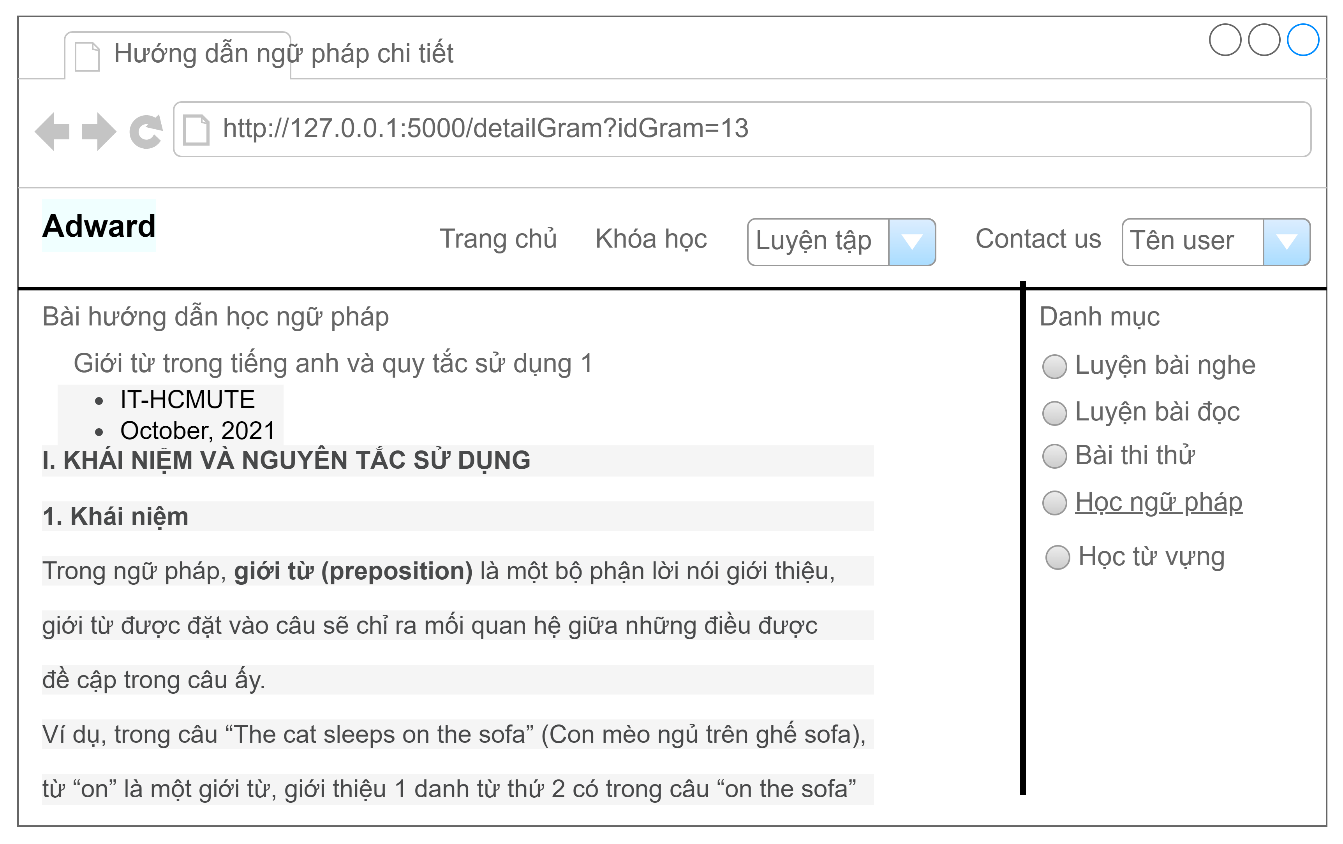 Hướng dẫn ngữ pháp chi tiết
http://127.0.0.1:5000/detailGram?idGram=13
Adward
Trang chủ Khóa học Luyện tập Contact us Tên user
Bài hướng dẫn học ngữ pháp
Giới từ trong tiếng anh và quy tắc sử dụng 1
• IT-HCMUTE
• October, 2021
I. KHÁI NIỆM VÀ NGUYÊN TẮC SỬ DỤNG
1. Khái niệm
Trong ngữ pháp, giới từ (preposition) là một bộ phận lời nói giới thiệu,
giới từ được đặt vào câu sẽ chỉ ra mối quan hệ giữa những điều được
đề cập trong câu ấy.
Ví dụ, trong câu “The cat sleeps on the sofa” (Con mèo ngủ trên ghế sofa),
từ “on” là một giới từ, giới thiệu 1 danh từ thứ 2 có trong câu “on the sofa”
Danh mục
Luyện bài nghe
Luyện bài đọc
Bài thi thử
Học ngữ pháp
Học từ vựng